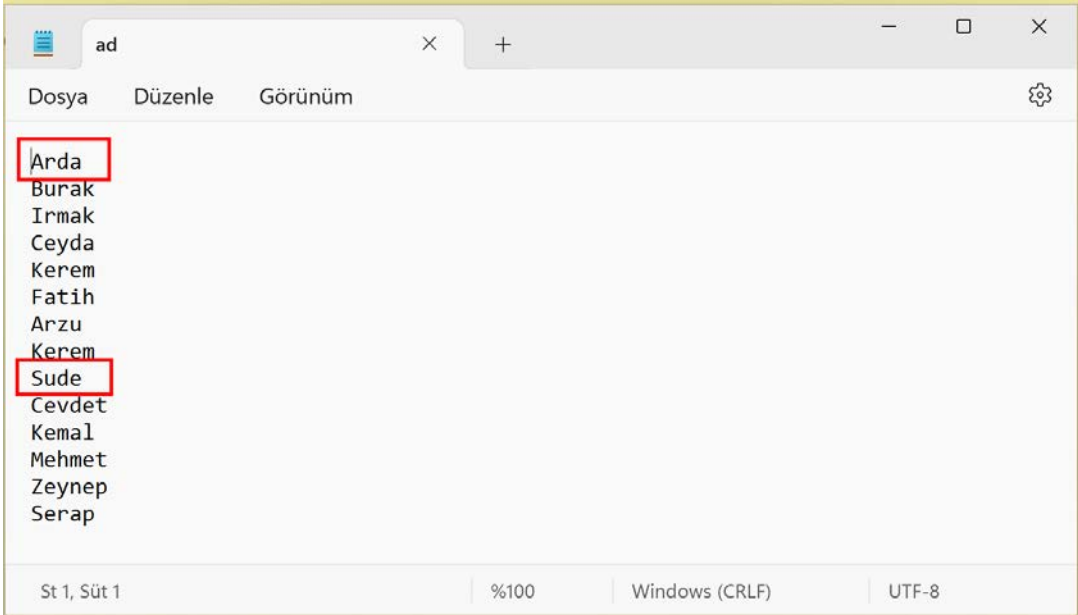 ad
Dosya Düzenle Görünüm
Arda
Burak
Irmak
Ceyda
Kerem
Fatih
Arzu
Kerem
Sude
Cevdet
Kemal
Mehmet
Zeynep
Serap
St 1, Süt 1 %100 Windows (CRLF) UTF-8